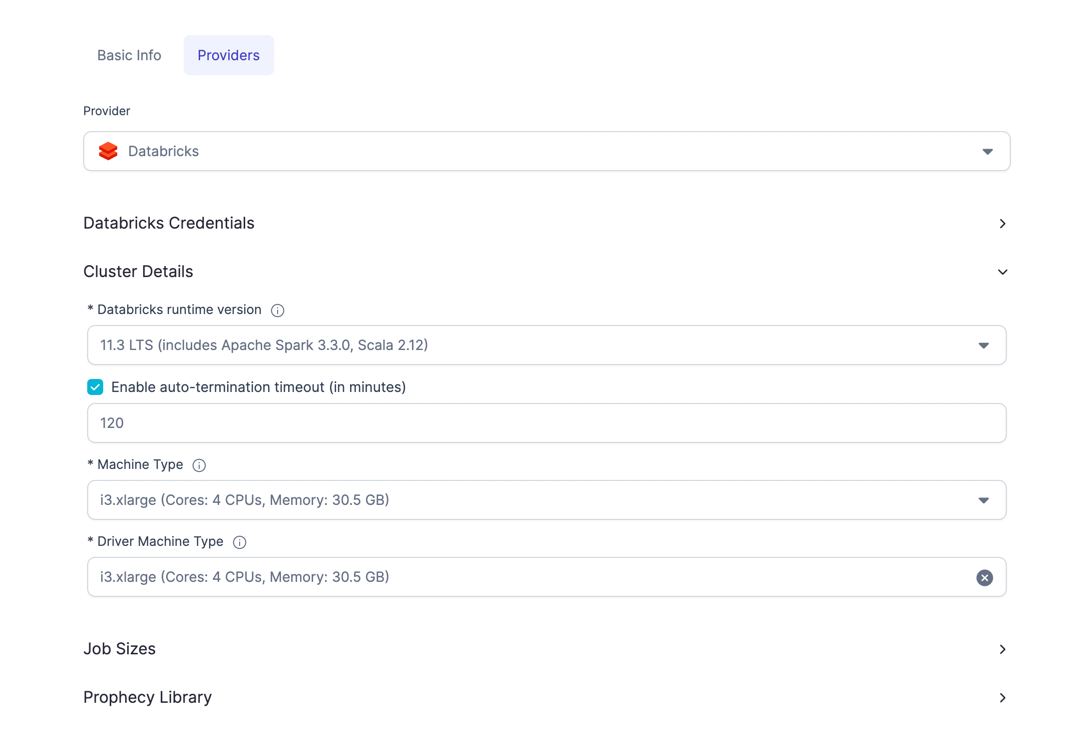 Basic Info
Providers
Provider
Databricks
Databricks Credentials
Cluster Details
* Databricks runtime version
11.3 LTS (includes Apache Spark 3.3.0, Scala 2.12)
Enable auto-termination timeout (in minutes)
120
* Machine Type
i3.xlarge (Cores: 4 CPUs, Memory: 30.5 GB)
* Driver Machine Type
i3.xlarge (Cores: 4 CPUs, Memory: 30.5 GB)
Job Sizes
Prophecy Library